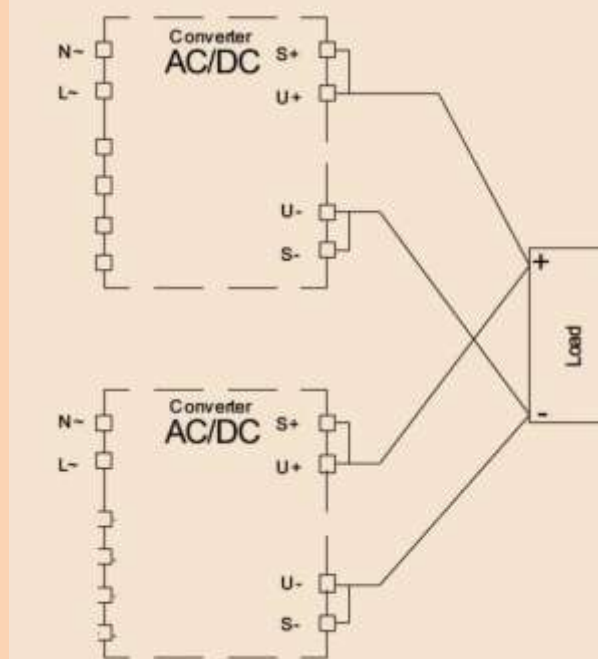 Converter
AC/DC
N~
S+
L~
U+
U-
S-
+
Load
-
Converter
AC/DC
N~
S+
L~
U+
U-
S-